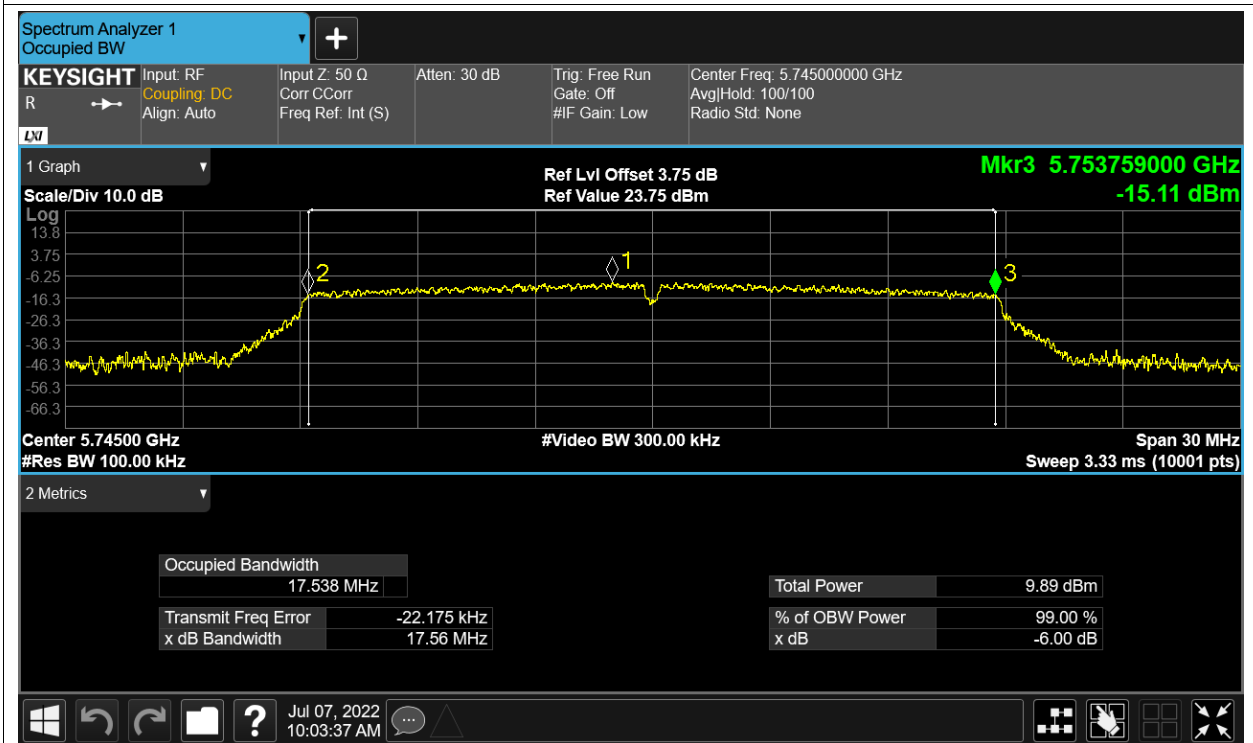 Spectrum Analyzer 1
Occupied BW
KEYSIGHT Input: RF Input Z: 50 Ω Atten: 30 dB Trig: Free Run Center Freq: 5.745000000 GHz
R Coupling: DC Corr CCorr Gate: Off Avg|Hold: 100/100
Align: Auto Freq Ref: Int (S) #IF Gain: Low Radio Std: None
LXI
1 Graph Ref Lvl Offset 3.75 dB Mkr3 5.753759000 GHz
Scale/Div 10.0 dB Ref Value 23.75 dBm -15.11 dBm
Log
13.8
3.75
-6.25
-16.3
-26.3
-36.3
-46.3
-56.3
-66.3
2
1
3
Center 5.74500 GHz #Video BW 300.00 kHz Span 30 MHz
#Res BW 100.00 kHz Sweep 3.33 ms (10001 pts)
2 Metrics
Occupied Bandwidth
17.538 MHz Total Power 9.89 dBm
Transmit Freq Error -22.175 kHz % of OBW Power 99.00 %
x dB Bandwidth 17.56 MHz x dB -6.00 dB
? Jul 07, 2022
10:03:37 AM